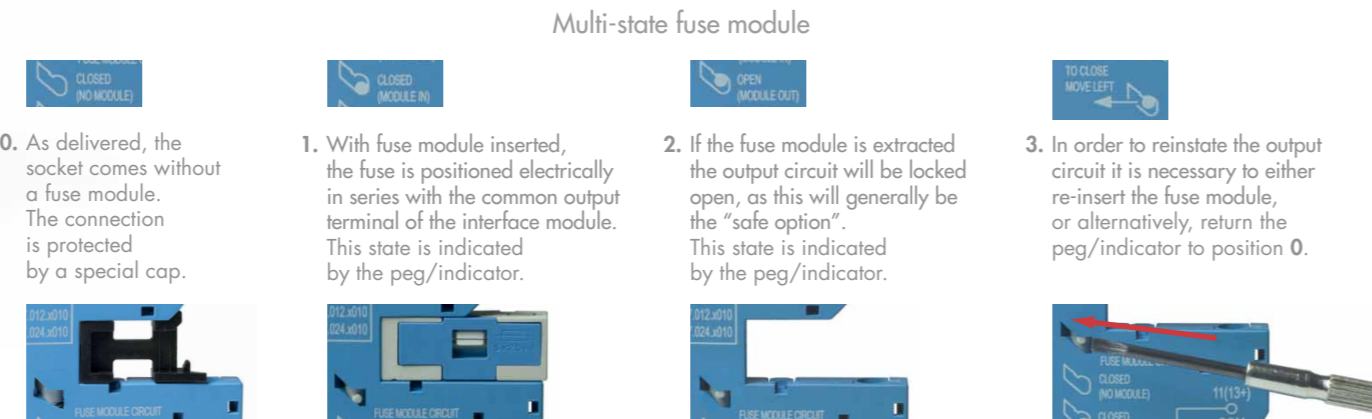 Multi-state fuse module
CLOSED
(NO MODULE)
0. As delivered, the
socket comes without
a fuse module.
The connection
is protected
by a special cap.
.012.x010
.024.x010
FUSE MODULE CIRCUIT
CLOSED
(MODULE IN)
1. With fuse module inserted,
the fuse is positioned electrically
in series with the common output
terminal of the interface module.
This state is indicated
by the peg/indicator.
.012.x010
.024.x010
FUSE MODULE CIRCUIT
OPEN
(MODULE OUT)
2. If the fuse module is extracted
the output circuit will be locked
open, as this will generally be
the “safe option”.
This state is indicated
by the peg/indicator.
.012.x010
.024.x010
FUSE MODULE CIRCUIT
TO CLOSE
MOVE LEFT
3. In order to reinstate the output
circuit it is necessary to either
re-insert the fuse module,
or alternatively, return the
peg/indicator to position 0.
FUSE MODULE
CLOSED
(NO MODULE)
11(13+)
CLOSED